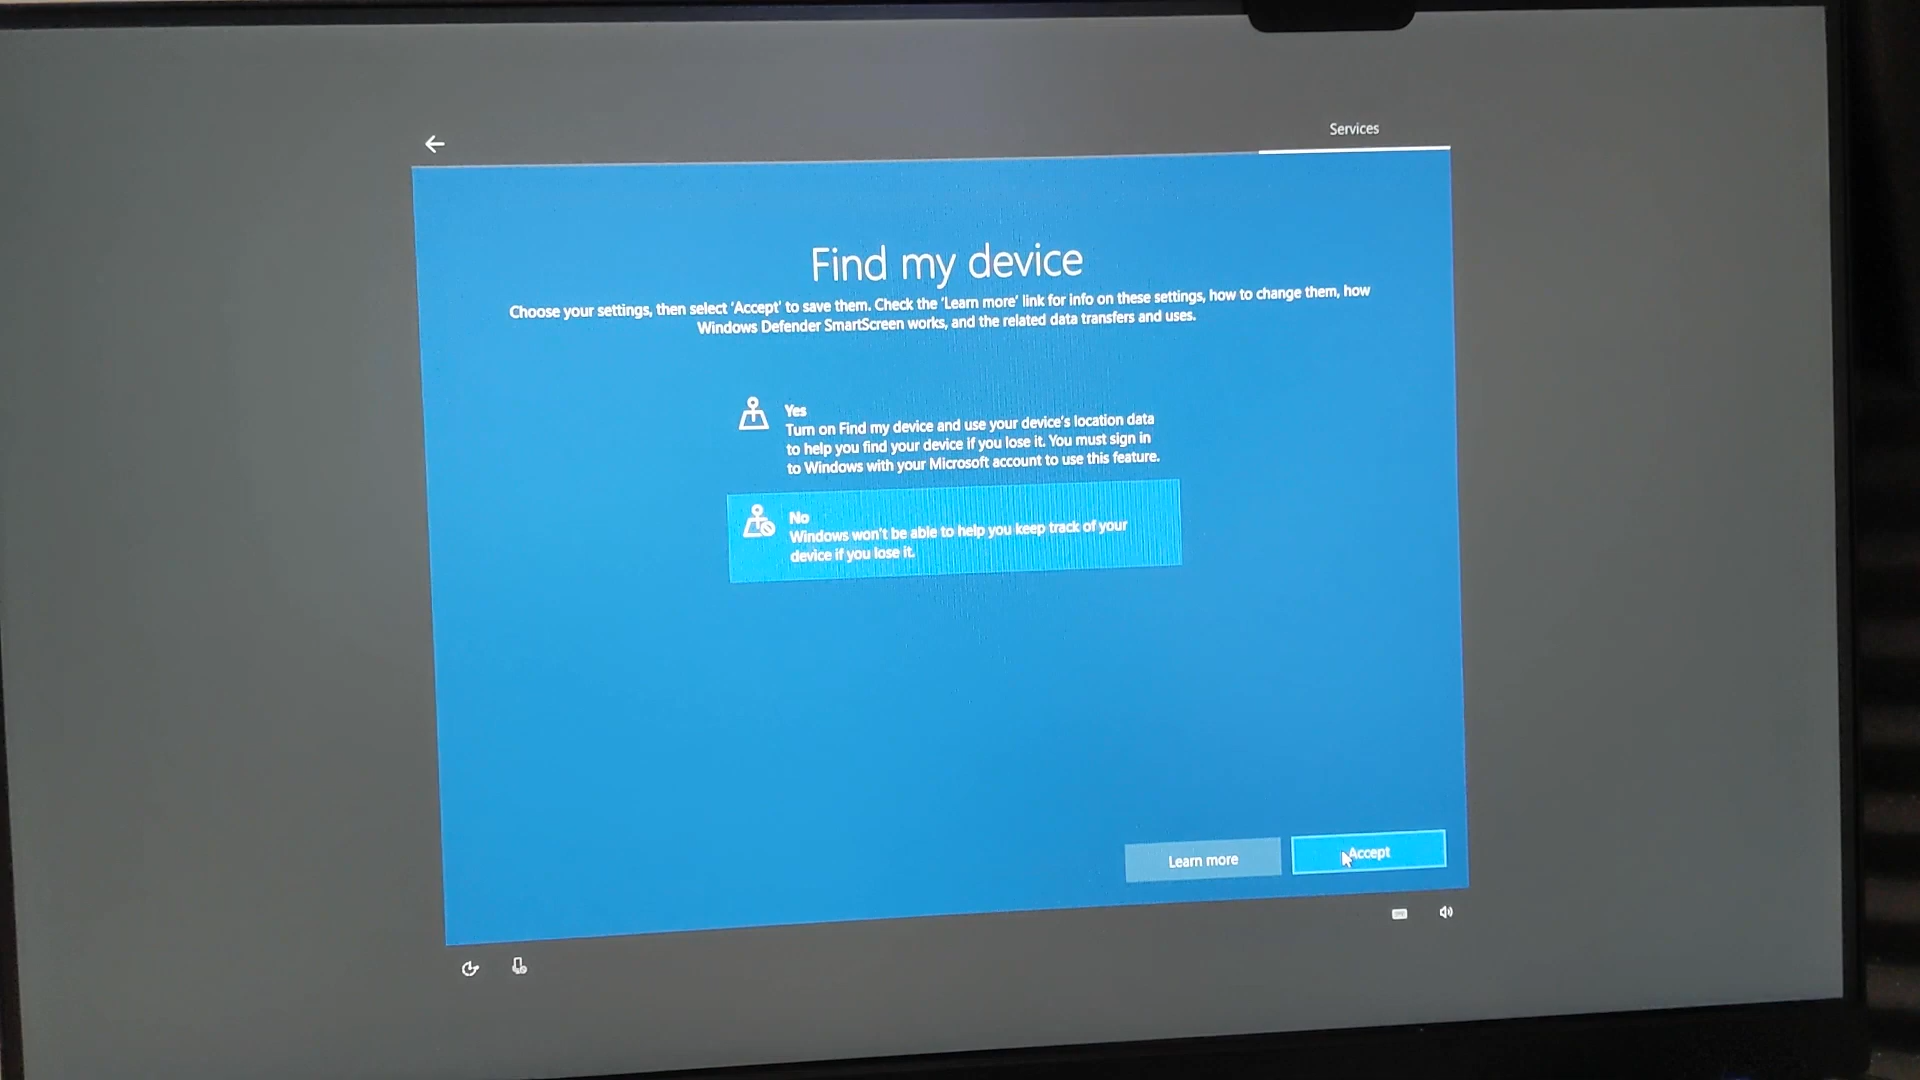 Services
Find my device
Choose your settings, then select 'Accept' to save them. Check the 'Learn more' link for info on these settings, how to change them, how
Windows Defender SmartScreen works, and the related data transfers and uses.
Yes
Turn on Find my device and use your device's location data
to help you find your device if you lose it. You must sign in
to Windows with your Microsoft account to use this feature.
No
Windows won't be able to help you keep track of your
device if you lose it.
Learn more
Accept